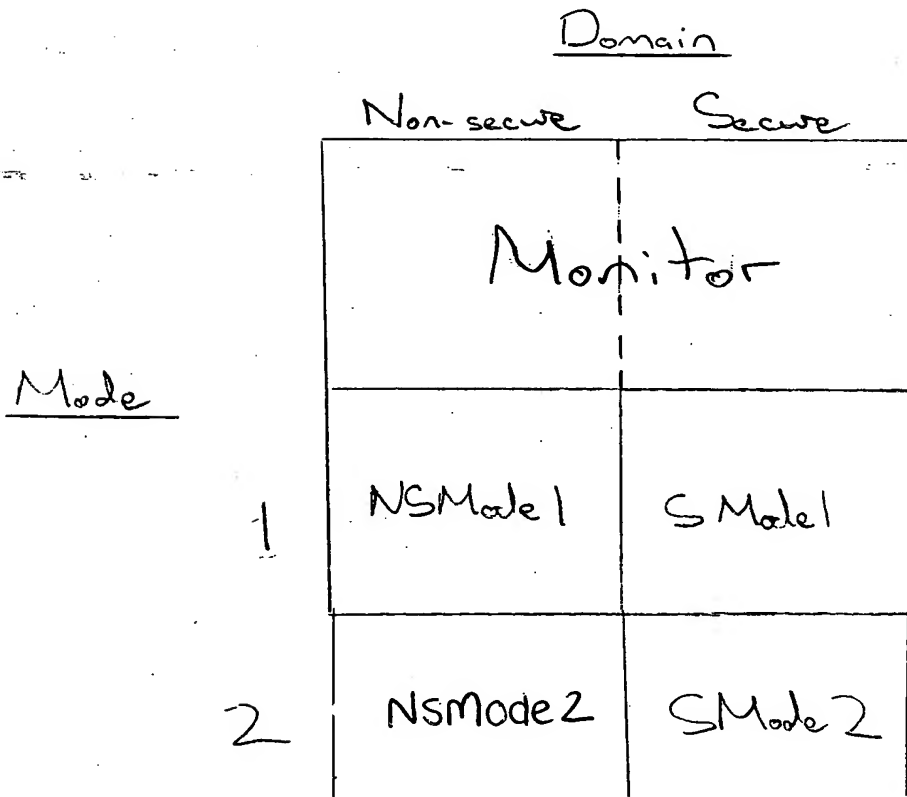 Domain
Non-secure Secure
Monitor
Mode
1 NSMode1 SMode1
2 NSMode2 SMode2